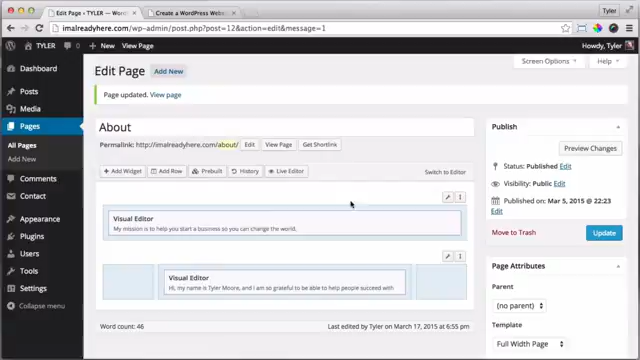 Edit Page ‹ TYLER — Wor
Create a WordPress Webs
Tyler
imalreadyhere.com/wp-admin/post.php?post=12&action=edit&message=1
TYLER
0
+ New
View Page
Howdy, Tyler
Dashboard
Posts
Media
Pages
All Pages
Add New
Comments
Contact
Appearance
Plugins
Users
Tools
Settings
Collapse menu
Screen Options
Help
Edit Page
Add New
Page updated. View page
About
Permalink: http://imalreadyhere.com/about/
Edit
View Page
Get Shortlink
Add Widget
Add Row
Prebuilt
History
Live Editor
Switch to Editor
Visual Editor
My mission is to help you start a business so you can change the world.
Visual Editor
Hi, my name is Tyler Moore, and I am so grateful to be able to help people succeed with
Word count: 46
Last edited by Tyler on March 17, 2015 at 6:55 pm
Publish
Preview Changes
Status: Published Edit
Visibility: Public Edit
Published on: Mar 5, 2015 @ 22:23
Edit
Move to Trash
Update
Page Attributes
Parent
(no parent)
Template
Full Width Page